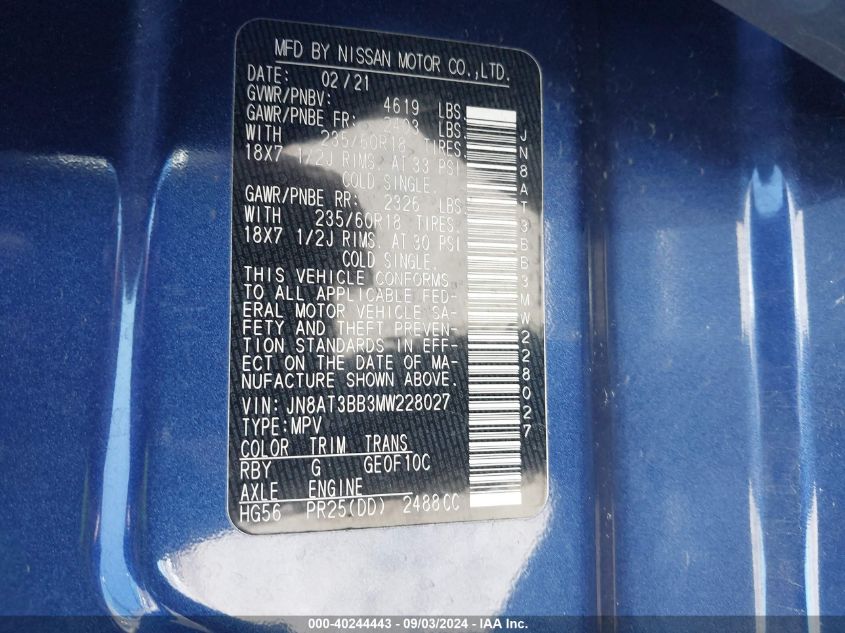 MFD BY NISSAN MOTOR CO.,LTD.
DATE: 02/21
GVWR/PNBV: 4619 LBS.
GAWR/PNBE FR: 2403 LBS.
WITH 235/60R18 TIRES.
18X7 1/2J RIMS. AT 33 PSI
COLD SINGLE.
GAWR/PNBE RR: 2326 LBS.
WITH 235/60R18 TIRES.
18X7 1/2J RIMS. AT 30 PSI
COLD SINGLE.
THIS VEHICLE CONFORMS
TO ALL APPLICABLE FED-
ERAL MOTOR VEHICLE SA-
FETY AND THEFT PREVEN-
TION STANDARDS IN EFF-
ECT ON THE DATE OF MA-
NUFACTURE SHOWN ABOVE.
VIN: JN8AT3BB3MW228027
TYPE:MPV
COLOR TRIM TRANS
RBY G GE0F10C
AXLE ENGINE
HG56 PR25(DD) 2488CC
JN8AT3BB3MW228027
000-40244443 - 09/03/2024 - IAA Inc.